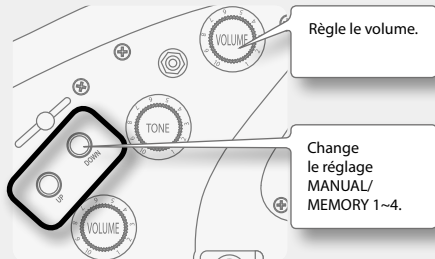 Règle le volume.
VOLUME
Change
le réglage
MANUAL/
MEMORY 1~4.
TONE
DOWN
UP
VOLUME